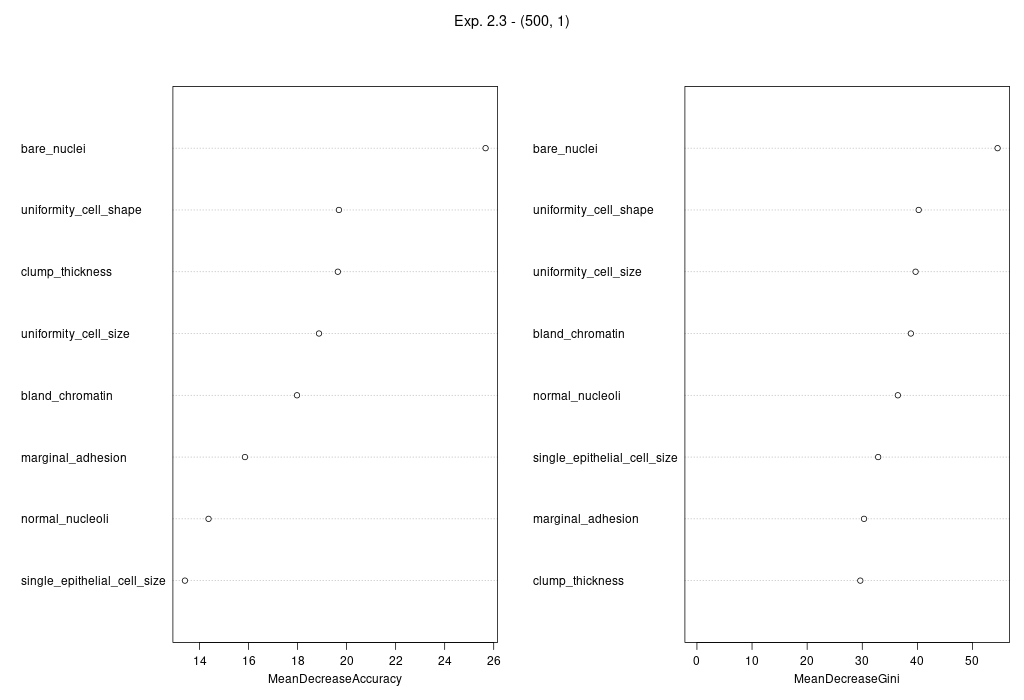 Exp. 2.3 - (500, 1)
bare_nuclei
uniformity_cell_shape
clump_thickness
uniformity_cell_size
bland_chromatin
marginal_adhesion
normal_nucleoli
single_epithelial_cell_size
14 16 18 20 22 24 26
MeanDecreaseAccuracy
bare_nuclei
uniformity_cell_shape
uniformity_cell_size
bland_chromatin
normal_nucleoli
single_epithelial_cell_size
marginal_adhesion
clump_thickness
0 10 20 30 40 50
MeanDecreaseGini